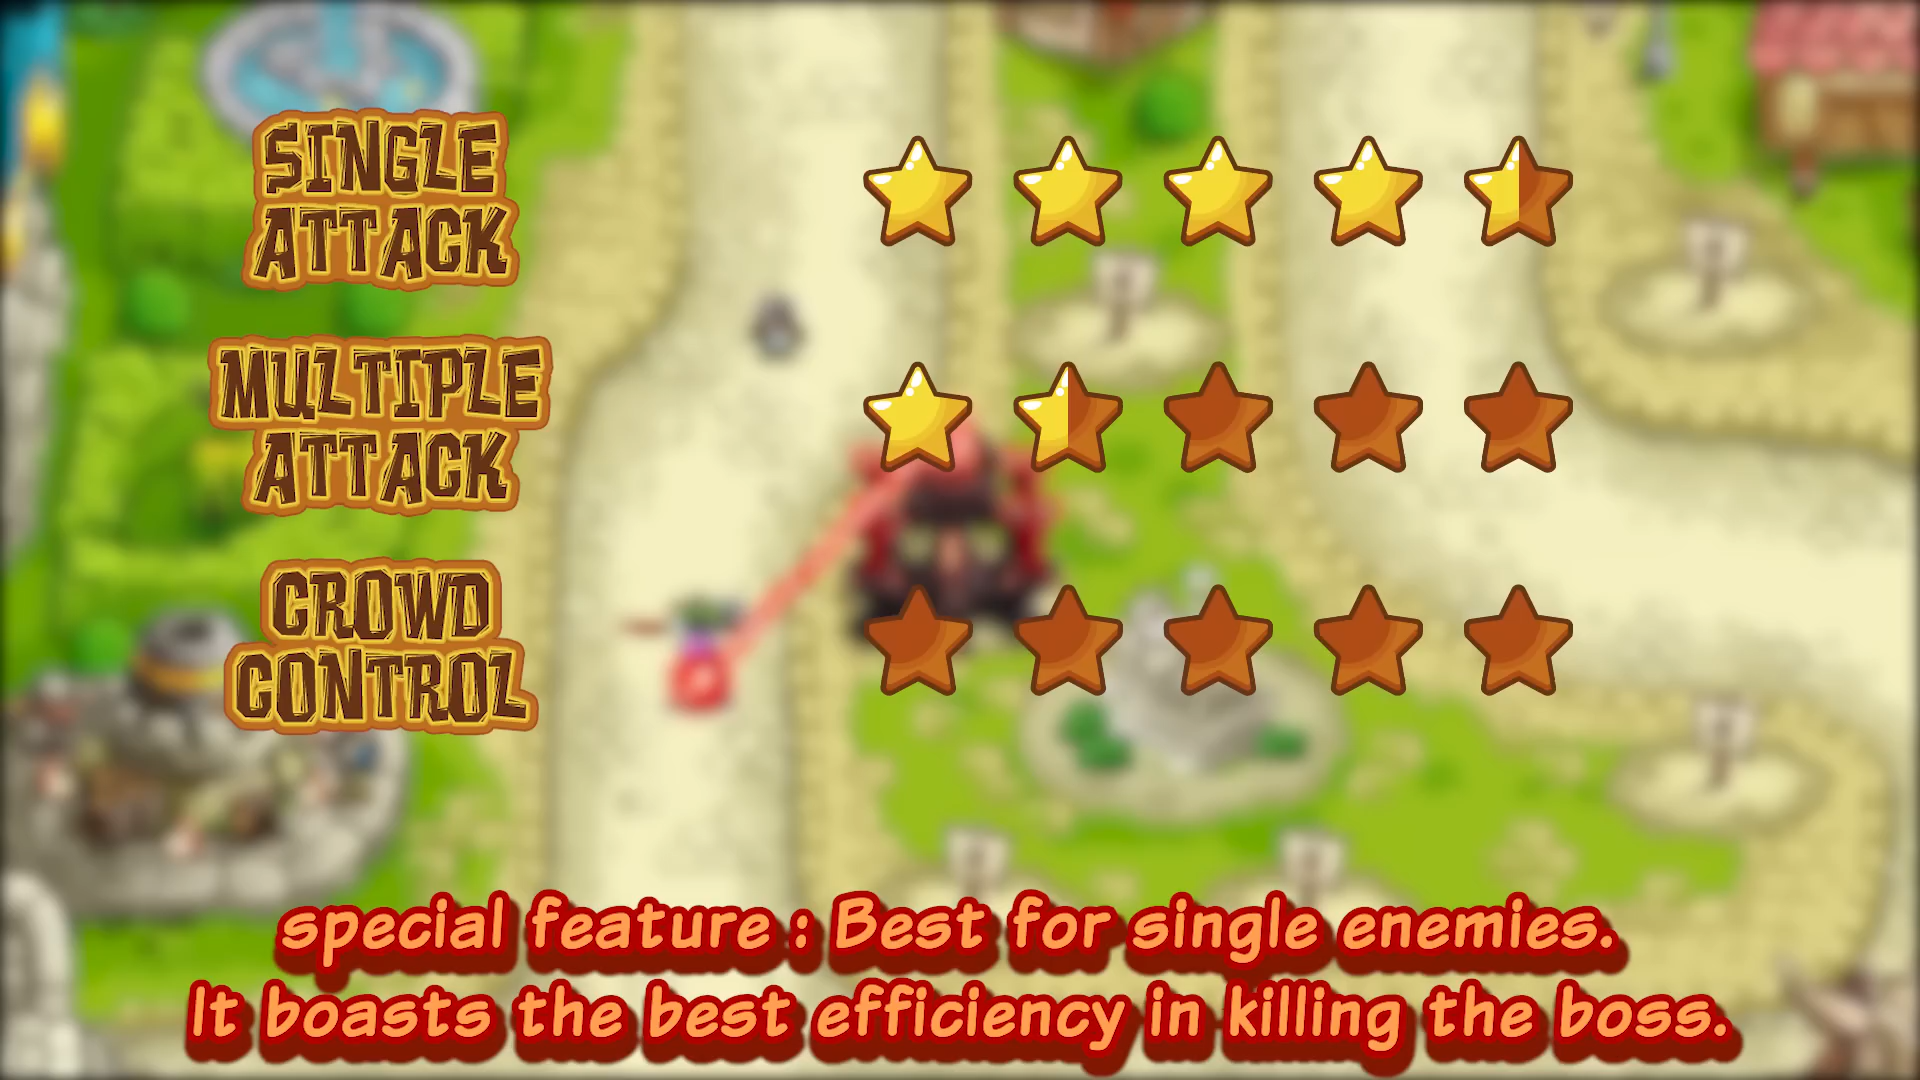 SINGLE
ATTACK
MULTIPLE
ATTACK
CROWD
CONTROL
special feature : Best for single enemies.
It boasts the best efficiency in killing the boss.